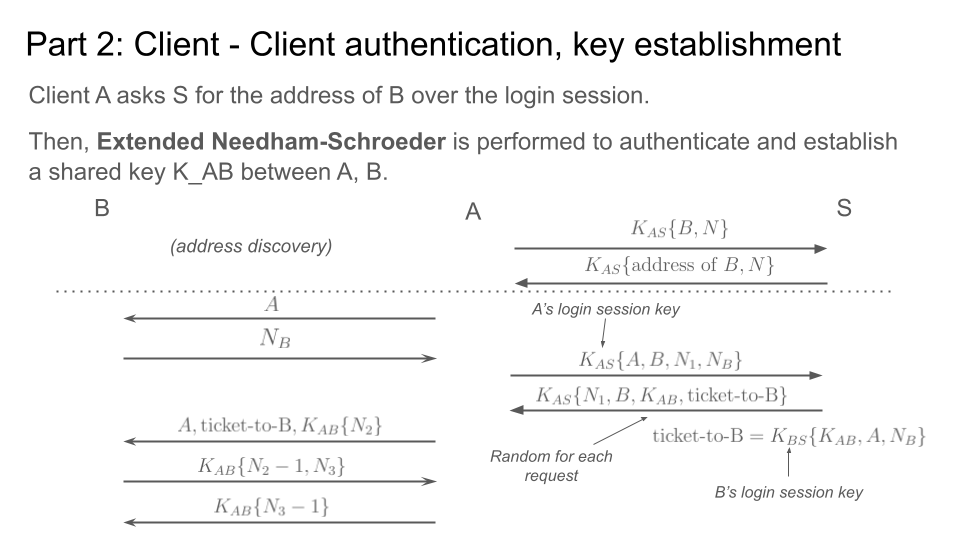 Part 2: Client - Client authentication, key establishment
Client A asks S for the address of B over the login session.
Then, Extended Needham-Schroeder is performed to authenticate and establish
a shared key K_AB between A, B.
B
A
S
(address discovery)
K_{AS}{B, N}
K_{AS}{address of B, N}
A
A's login session key
N_B
K_{AS}{A, B, N_1, N_B}
K_{AS}{N_1, B, K_{AB}, ticket-to-B}
A, ticket-to-B, K_{AB}{N_2}
ticket-to-B = K_{BS}{K_{AB}, A, N_B}
Random for each
request
K_{AB}{N_2 − 1, N_3}
B's login session key
K_{AB}{N_3 − 1}